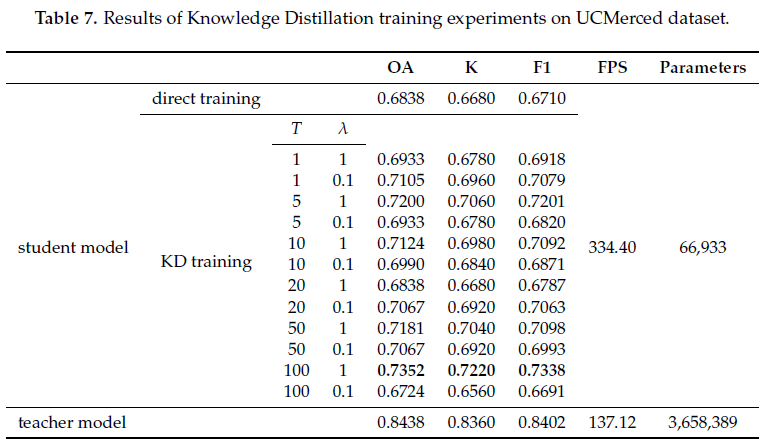 Table 7. Results of Knowledge Distillation training experiments on UCMerced dataset.
OA K F1 FPS Parameters
direct training 0.6838 0.6680 0.6710
T λ
1 1 0.6933 0.6780 0.6918
1 0.1 0.7105 0.6960 0.7079
5 1 0.7200 0.7060 0.7201
5 0.1 0.6933 0.6780 0.6820
student model KD training 10 1 0.7124 0.6980 0.7092 334.40 66,933
10 0.1 0.6990 0.6840 0.6871
20 1 0.6838 0.6680 0.6787
20 0.1 0.7067 0.6920 0.7063
50 1 0.7181 0.7040 0.7098
50 0.1 0.7067 0.6920 0.6993
100 1 0.7352 0.7220 0.7338
100 0.1 0.6724 0.6560 0.6691
teacher model 0.8438 0.8360 0.8402 137.12 3,658,389